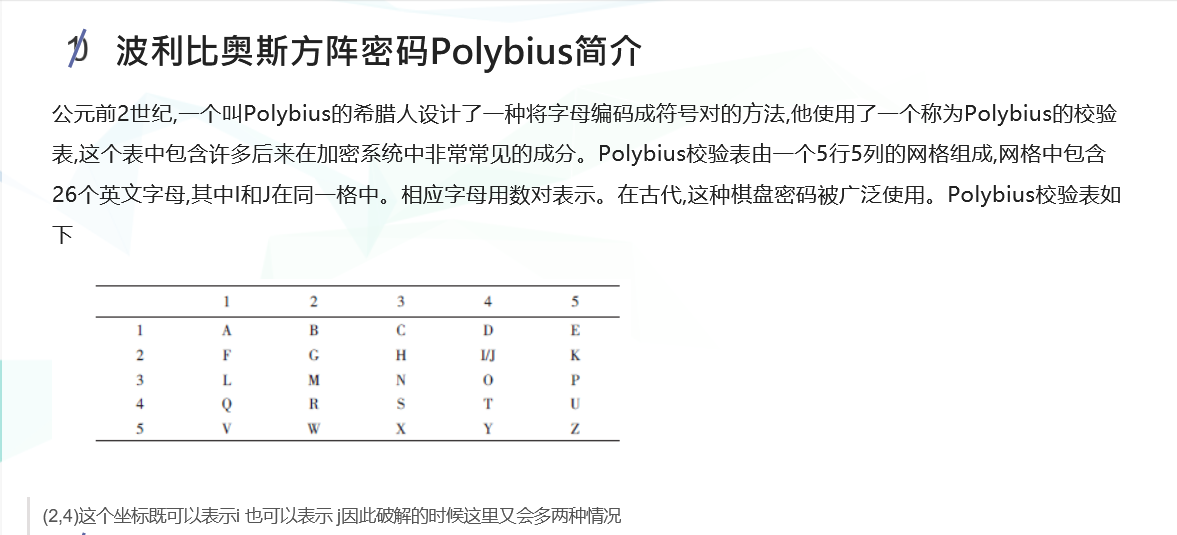 10 波利比奥斯方阵密码Polybius简介
公元前2世纪,一个叫Polybius的希腊人设计了一种将字母编码成符号对的方法,他使用了一个称为Polybius的校验
表,这个表中包含许多后来在加密系统中非常常见的成分。Polybius校验表由一个5行5列的网格组成,网格中包含
26个英文字母,其中I和J在同一格中。相应字母用数对表示。在古代,这种棋盘密码被广泛使用。Polybius校验表如
下
1 2 3 4 5
1 A B C D E
2 F G H I/J K
3 L M N O P
4 Q R S T U
5 V W X Y Z
(2,4)这个坐标既可以表示i 也可以表示 j因此破解的时候这里又会多两种情况